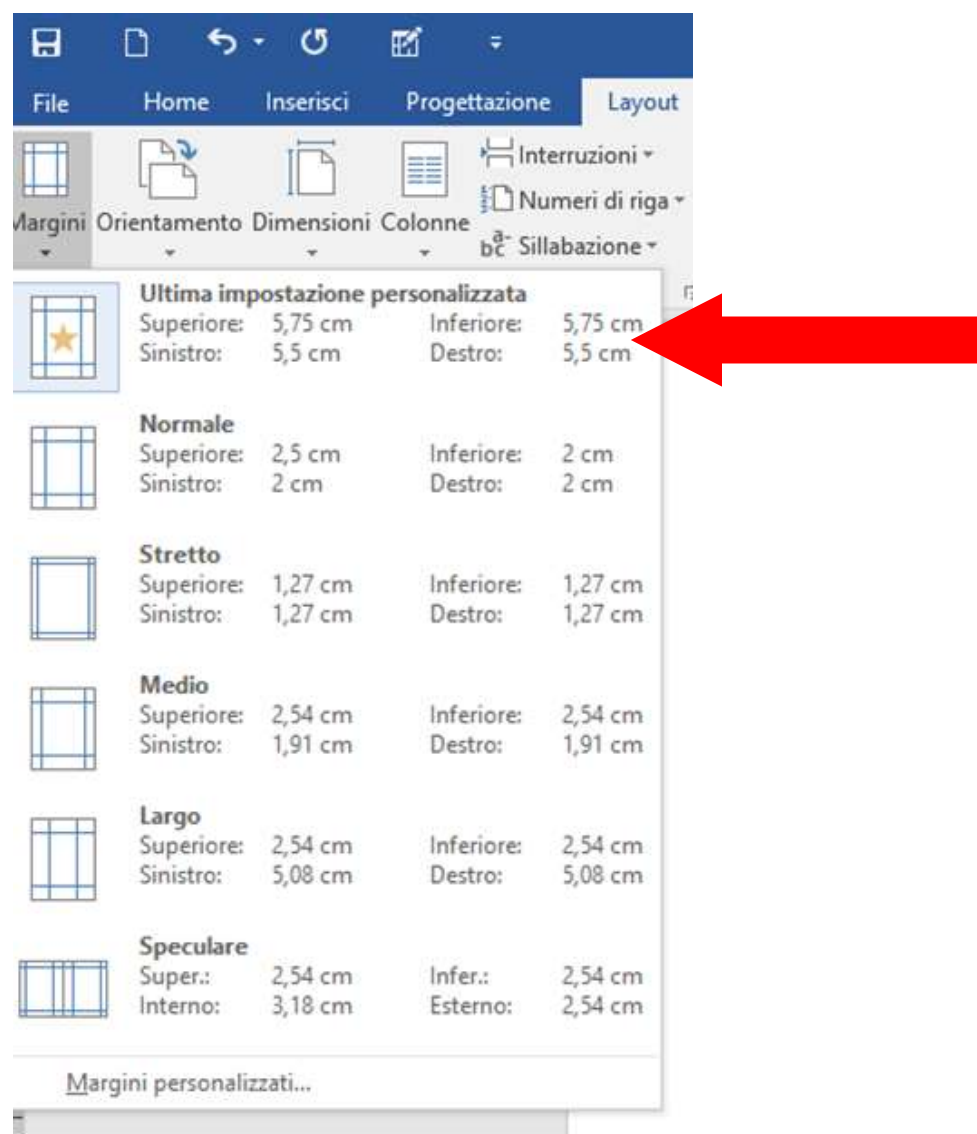 File Home Inserisci Progettazione Layout
Margini Orientamento Dimensioni Colonne
Interruzioni
Numeri di riga
Sillabazione
Ultima impostazione personalizzata
Superiore: 5,75 cm Inferiore: 5,75 cm
Sinistro: 5,5 cm Destro: 5,5 cm
Normale
Superiore: 2,5 cm Inferiore: 2 cm
Sinistro: 2 cm Destro: 2 cm
Stretto
Superiore: 1,27 cm Inferiore: 1,27 cm
Sinistro: 1,27 cm Destro: 1,27 cm
Medio
Superiore: 2,54 cm Inferiore: 2,54 cm
Sinistro: 1,91 cm Destro: 1,91 cm
Largo
Superiore: 2,54 cm Inferiore: 2,54 cm
Sinistro: 5,08 cm Destro: 5,08 cm
Speculare
Super.: 2,54 cm Infer.: 2,54 cm
Interno: 3,18 cm Esterno: 2,54 cm
Margini personalizzati...